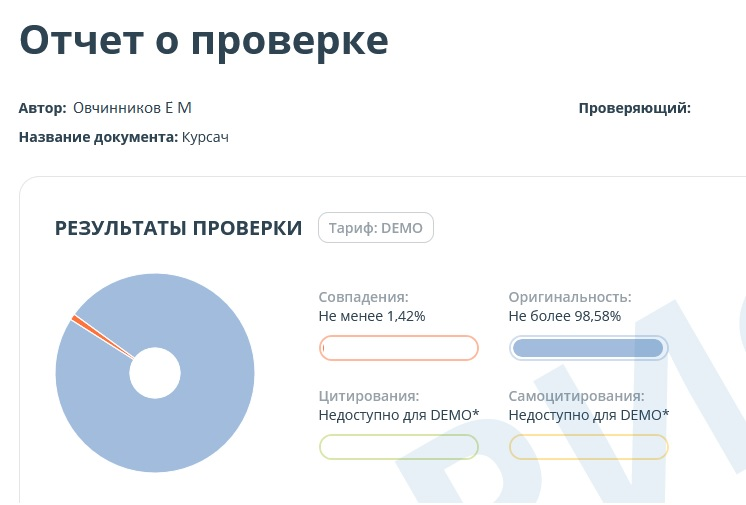 Отчет о проверке
Автор: Овчинников Е М
Проверяющий:
Название документа: Курсач
РЕЗУЛЬТАТЫ ПРОВЕРКИ
Тариф: DEMO
Совпадения:
Не менее 1,42%
Оригинальность:
Не более 98,58%
Цитирования:
Недоступно для DEMO*
Самоцитирования:
Недоступно для DEMO*